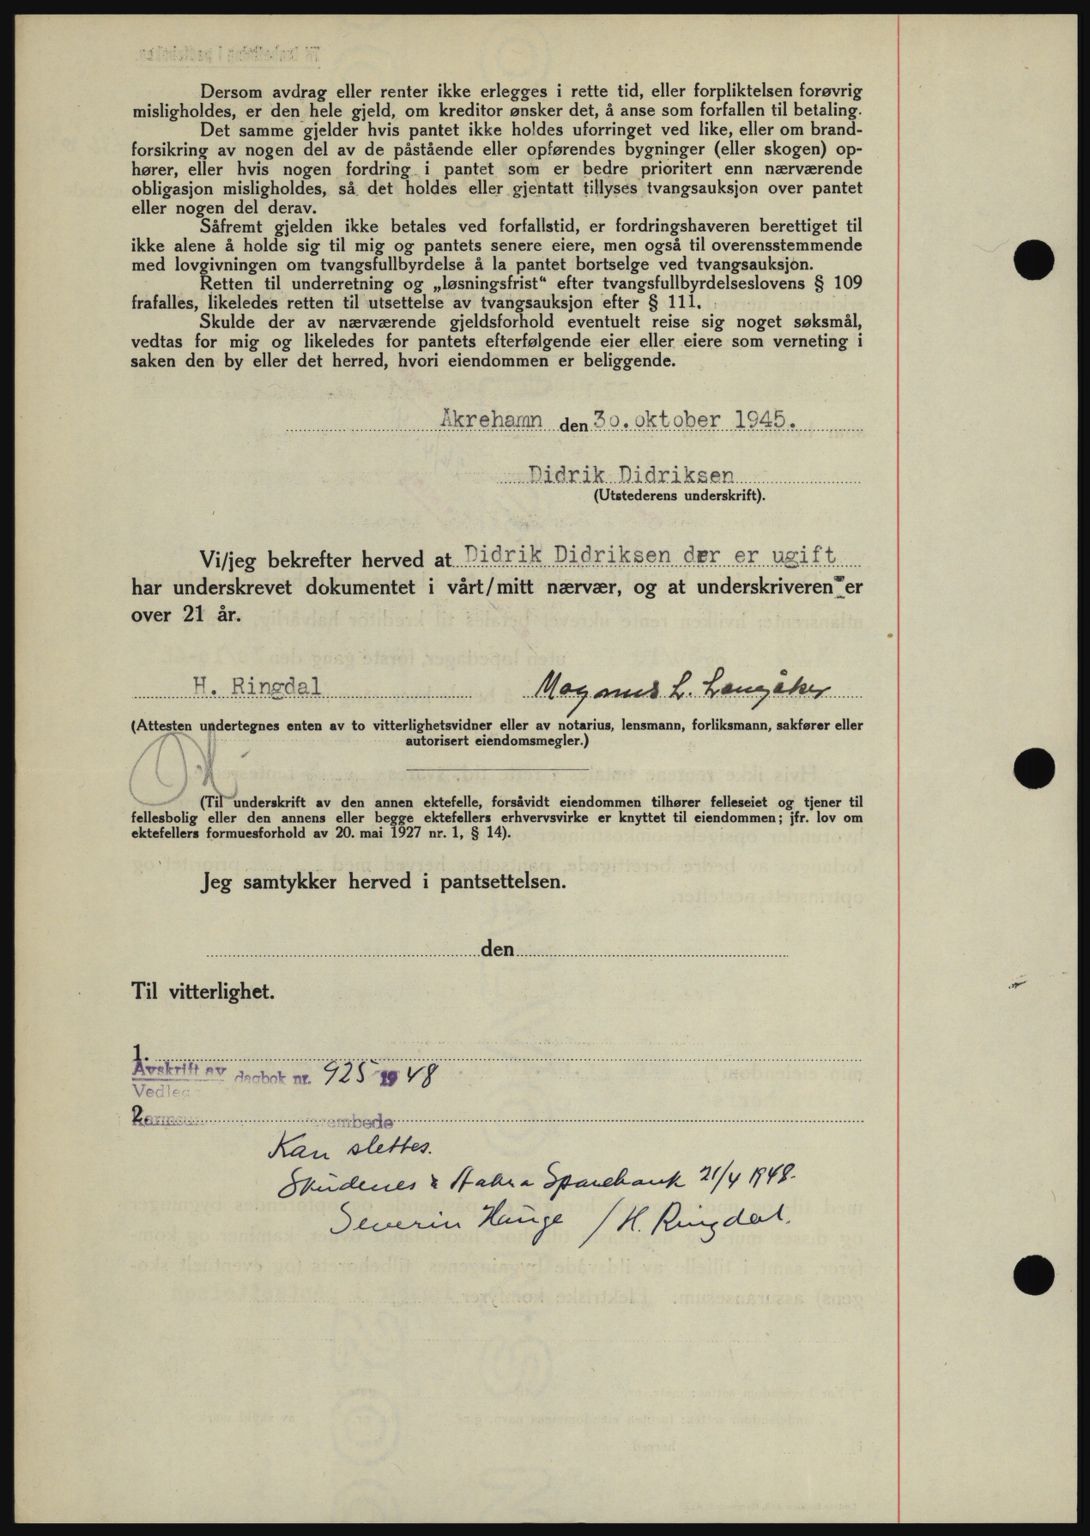 Dersom avdrag eller renter ikke erlegges i rette tid, eller forpliktelsen forøvrig
misligholdes, er den hele gjeld, om kreditor ønsker det, å anse som forfallen til betaling.
Det samme gjelder hvis pantet ikke holdes uforringet ved like, eller om brand-
forsikring av nogen del av de påstående eller opførendes bygninger (eller skogen) op-
hører, eller hvis nogen fordring i pantet som er bedre prioritert enn nærværende
obligasjon misligholdes, så det holdes eller gjentatt tillyses tvangsauksjon over pantet
eller nogen del derav.
Såfremt gjelden ikke betales ved forfallstid, er fordringshaveren berettiget til
ikke alene å holde sig til mig og pantets senere eiere, men også til overensstemmende
med lovgivningen om tvangsfullbyrdelse å la pantet bortselge ved tvangsauksjon.
Retten til underretning og „løsningsfrist" efter tvangsfullbyrdelseslovens § 109
frafalles, likeledes retten til utsettelse av tvangsauksjon efter § 111.
Skulde der av nærværende gjeldsforhold eventuelt reise sig noget søksmål,
vedtas for mig og likeledes for pantets efterfølgende eier eller eiere som verneting i
saken den by eller det herred, hvori eiendommen er beliggende.
Åkrehamn den 30. oktober 1945.
Didrik Didriksen
(Utstederens underskrift).
Vi/jeg bekrefter herved at Didrik Didriksen der er ugift
har underskrevet dokumentet i vårt/mitt nærvær, og at underskriveren er
over 21 år.
H. Ringdal Magnus L. Langåker
(Attesten undertegnes enten av to vitterlighetsvidner eller av notarius, lensmann, forliksmann, sakfører eller
autorisert eiendomsmegler.)
(Til underskrift av den annen ektefelle, forsåvidt eiendommen tilhører felleseiet og tjener til
fellesbolig eller den annens eller begge ektefellers erhvervsvirke er knyttet til eiendommen; jfr. lov om
ektefellers formuesforhold av 20. mai 1927 nr. 1, § 14).
Jeg samtykker herved i pantsettelsen.
den
Til vitterlighet.
1.
Avskrift av dagbok nr. 925 1948
Vedleg
2.
Kan slettes.
Skudenes & Aakra Sparebank 21/4 1948.
Severin Hauge / H. Ringdal.